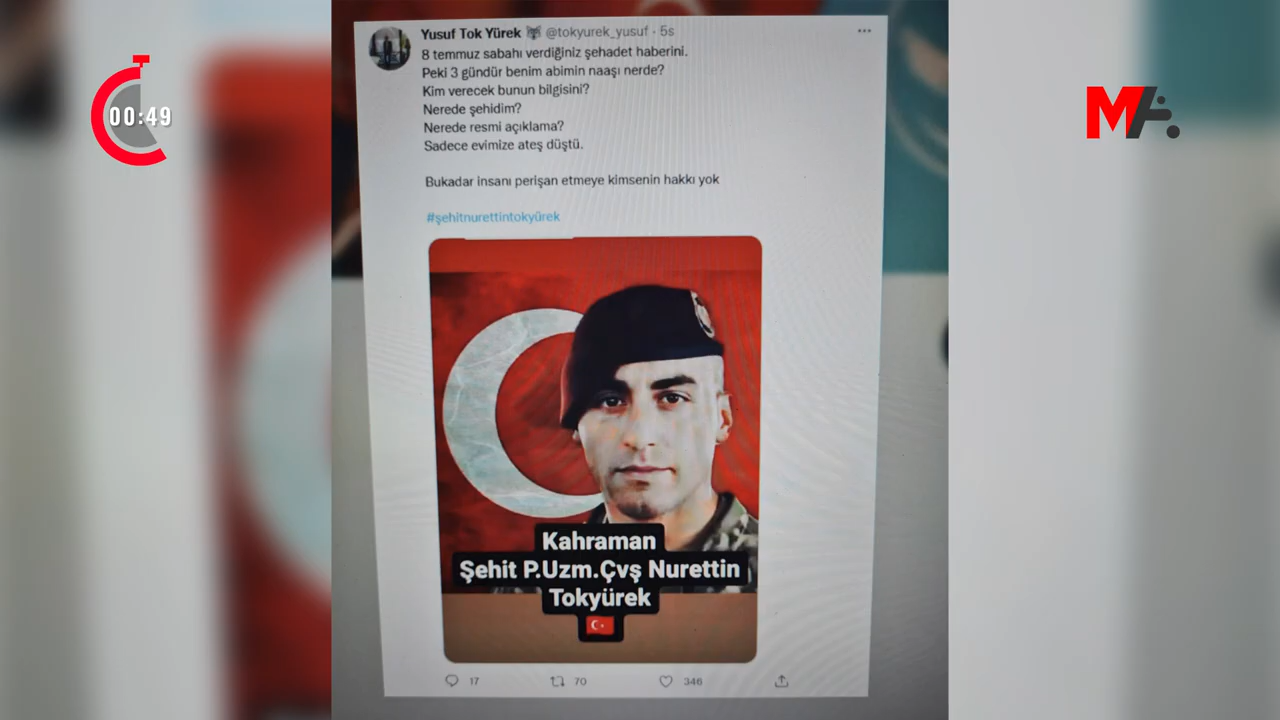 00:49
MA
Yusuf Tok Yürek @tokyurek_yusuf · 5s
8 temmuz sabahı verdiğiniz şehadet haberini.
Peki 3 gündür benim abimin naaşı nerde?
Kim verecek bunun bilgisini?
Nerede şehidim?
Nerede resmi açıklama?
Sadece evimize ateş düştü.
Bukadar insanı perişan etmeye kimsenin hakkı yok
#şehitnurettintokyürek
Kahraman
Şehit P.Uzm.Çvş Nurettin
Tokyürek
17 70 346